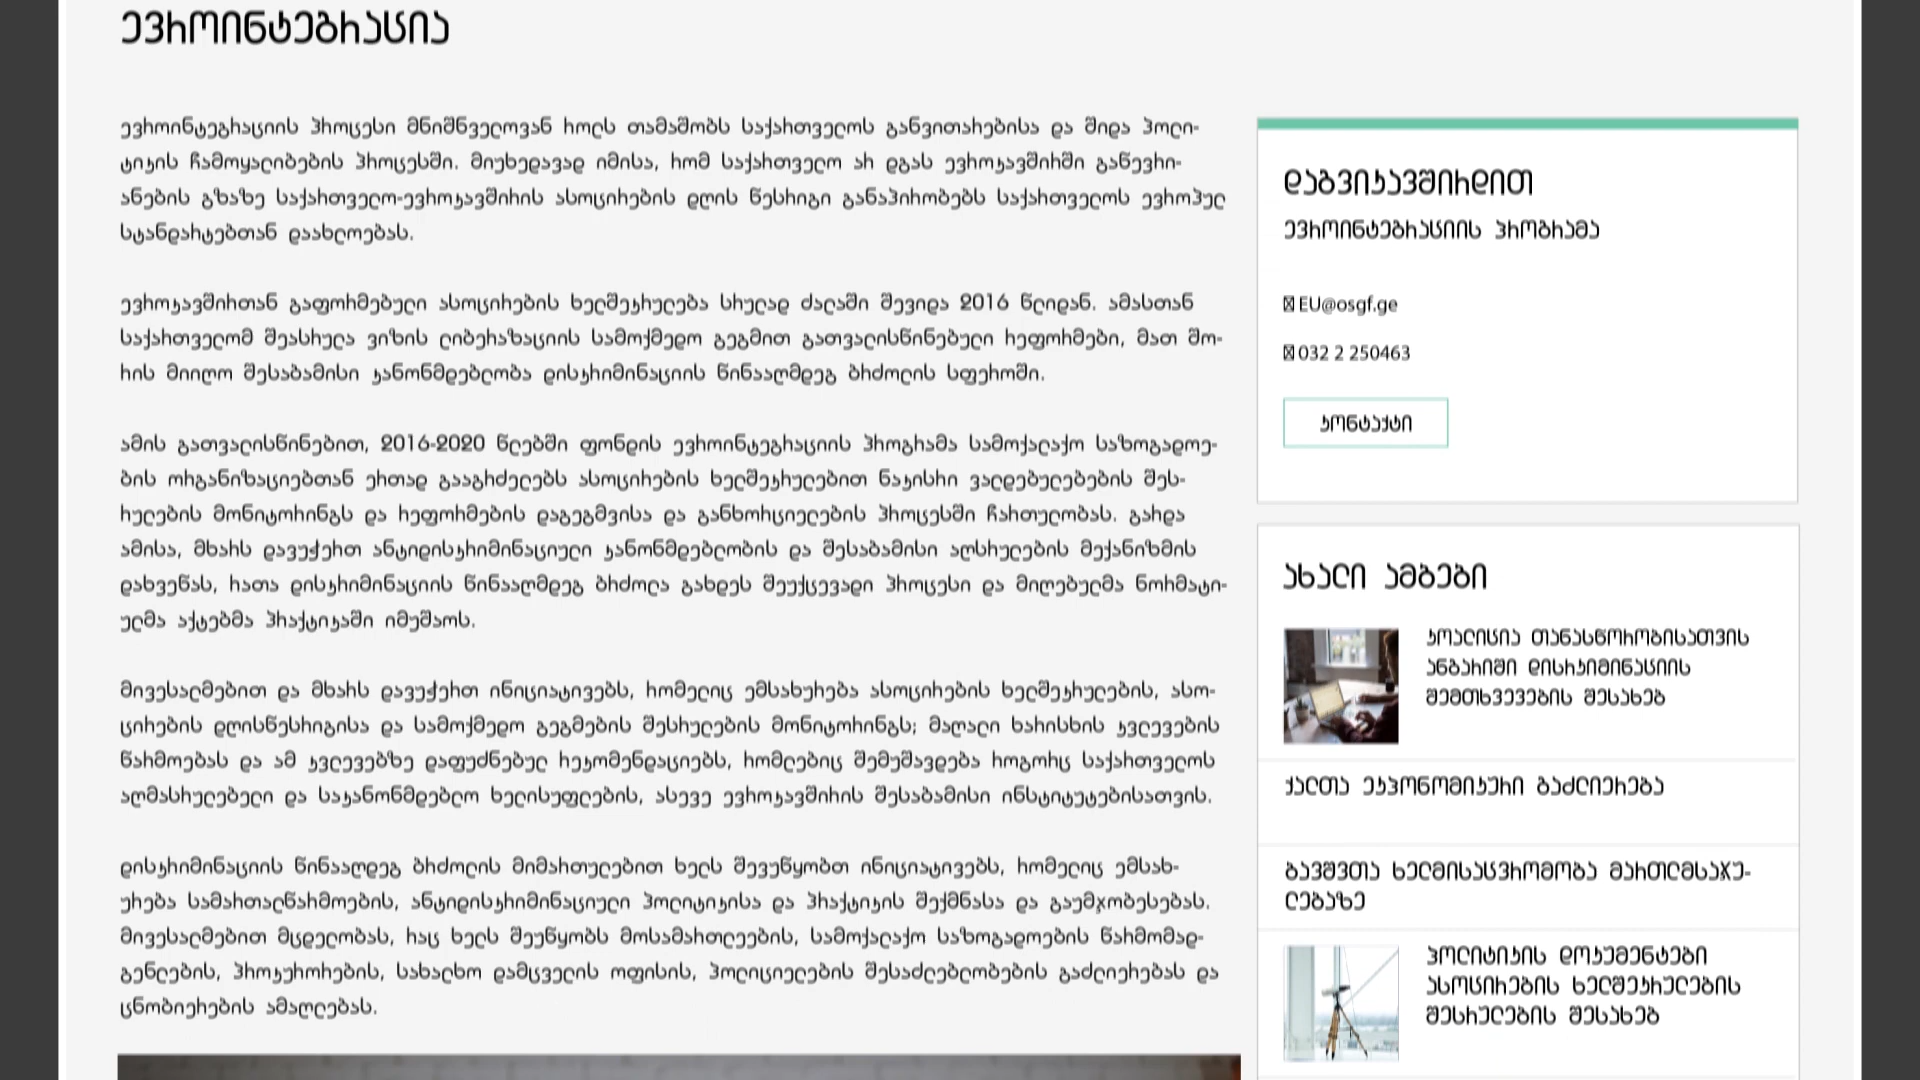 ევროინტეგრაცია
ევროინტეგრაციის პროცესი მნიშნველოვან როლს თამაშობს საქართველოს განვითარებისა და შიდა პოლი-
ტიკის ჩამოყალიბების პროცესში. მიუხედავად იმისა, რომ საქართველო არ დგას ევროკავშირში გაწევრი-
ანების გზაზე საქართველო-ევროკავშირის ასოცირების დღის წესრიგი განაპირობებს საქართველოს ევროპულ
სტანდარტებთან დაახლოებას.
ევროკავშირთან გაფორმებული ასოცირების ხელშეკრულება სრულად ძალაში შევიდა 2016 წლიდან. ამასთან
საქართველომ შეასრულა ვიზის ლიბერაზაციის სამოქმედო გეგმით გათვალისწინებული რეფორმები, მათ შო-
რის მიიღო შესაბამისი კანონმდებლობა დისკრიმინაციის წინააღმდეგ ბრძოლის სფეროში.
ამის გათვალისწინებით, 2016-2020 წლებში ფონდის ევროინტეგრაციის პროგრამა სამოქალაქო საზოგადოე-
ბის ორგანიზაციებთან ერთად გააგრძელებს ასოცირების ხელშეკრულებით ნაკისრი ვალდებულებების შეს-
რულების მონიტორინგს და რეფორმების დაგეგმვისა და განხორციელების პროცესში ჩართულობას. გარდა
ამისა, მხარს დავუჭერთ ანტიდისკრიმინაციული კანონმდებლობის და შესაბამისი აღსრულების მექანიზმის
დახვეწას, რათა დისკრიმინაციის წინააღმდეგ ბრძოლა გახდეს შეუქცევადი პროცესი და მიღებულმა ნორმატი-
ულმა აქტებმა პრაქტიკაში იმუშაოს.
მივესალმებით და მხარს დავუჭერთ ინიციატივებს, რომელიც ემსახურება ასოცირების ხელშეკრულების, ასო-
ცირების დღისწესრიგისა და სამოქმედო გეგმების შესრულების მონიტორინგს; მაღალი ხარისხის კვლევების
წარმოებას და ამ კვლევებზე დაფუძნებულ რეკომენდაციებს, რომლებიც შემუშავდება როგორც საქართველოს
აღმასრულებელი და საკანონმდებლო ხელისუფლების, ასევე ევროკავშირის შესაბამისი ინსტიტუტებისათვის.
დისკრიმინაციის წინააღდეგ ბრძოლის მიმართულებით ხელს შევუწყობთ ინიციატივებს, რომელიც ემსახ-
ურება სამართალწარმოების, ანტიდისკრიმინაციული პოლიტიკისა და პრაქტიკის შექმნასა და გაუმჯობესებას.
მივესალმებით მცდელობას, რაც ხელს შეუწყობს მოსამართლეების, სამოქალაქო საზოგადოების წარმომად-
გენლების, პროკურორების, სახალხო დამცველის ოფისის, პოლიციელების შესაძლებლობების გაძლიერებას და
ცნობიერების ამაღლებას.
დაგვიკავშირდით
ევროინტეგრაციის პროგრამა
EU@osgf.ge
032 2 250463
კონტაქტი
ახალი ამბები
კოალიცია თანასწორობისათვის
ანგარიში დისრკიმინაციის
შემთხვევების შესახებ
ქალთა ეკპონომიკური გაძლიერება
ბავშვთა ხელმისაცვრომობა მართლმსაჯუ-
ლებაზე
პოლიტიკის დოკუმენტები
ასოცირების ხელშეკრულების
შესრულების შესახებ